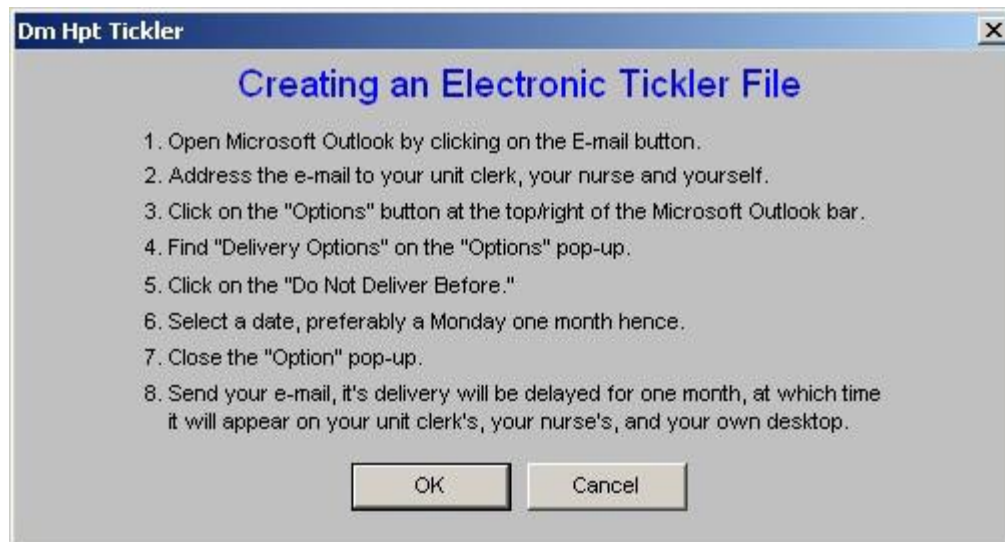 Dm Hpt Tickler
Creating an Electronic Tickler File
1. Open Microsoft Outlook by clicking on the E-mail button.
2. Address the e-mail to your unit clerk, your nurse and yourself.
3. Click on the "Options" button at the top/right of the Microsoft Outlook bar.
4. Find "Delivery Options" on the "Options" pop-up.
5. Click on the "Do Not Deliver Before."
6. Select a date, preferably a Monday one month hence.
7. Close the "Option" pop-up.
8. Send your e-mail, it's delivery will be delayed for one month, at which time
it will appear on your unit clerk's, your nurse's, and your own desktop.
OK Cancel